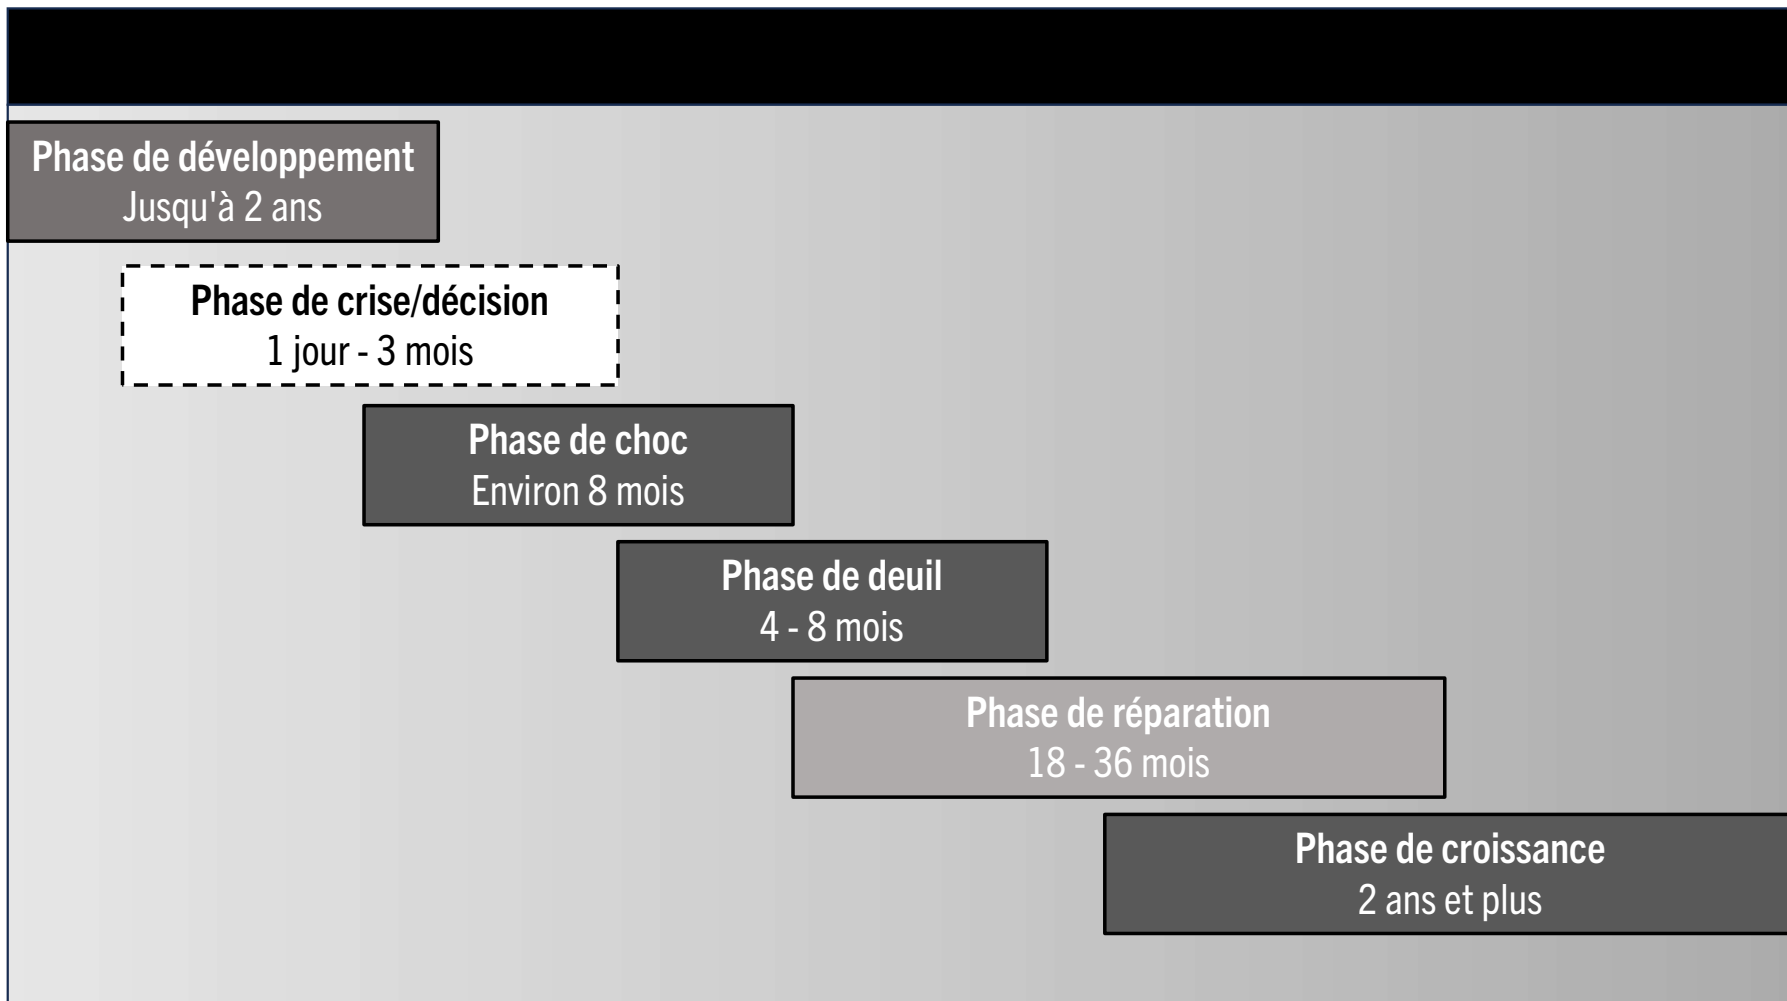 Phase de développement
Jusqu'à 2 ans
Phase de crise/décision
1 jour - 3 mois
Phase de choc
Environ 8 mois
Phase de deuil
4 - 8 mois
Phase de réparation
18 - 36 mois
Phase de croissance
2 ans et plus